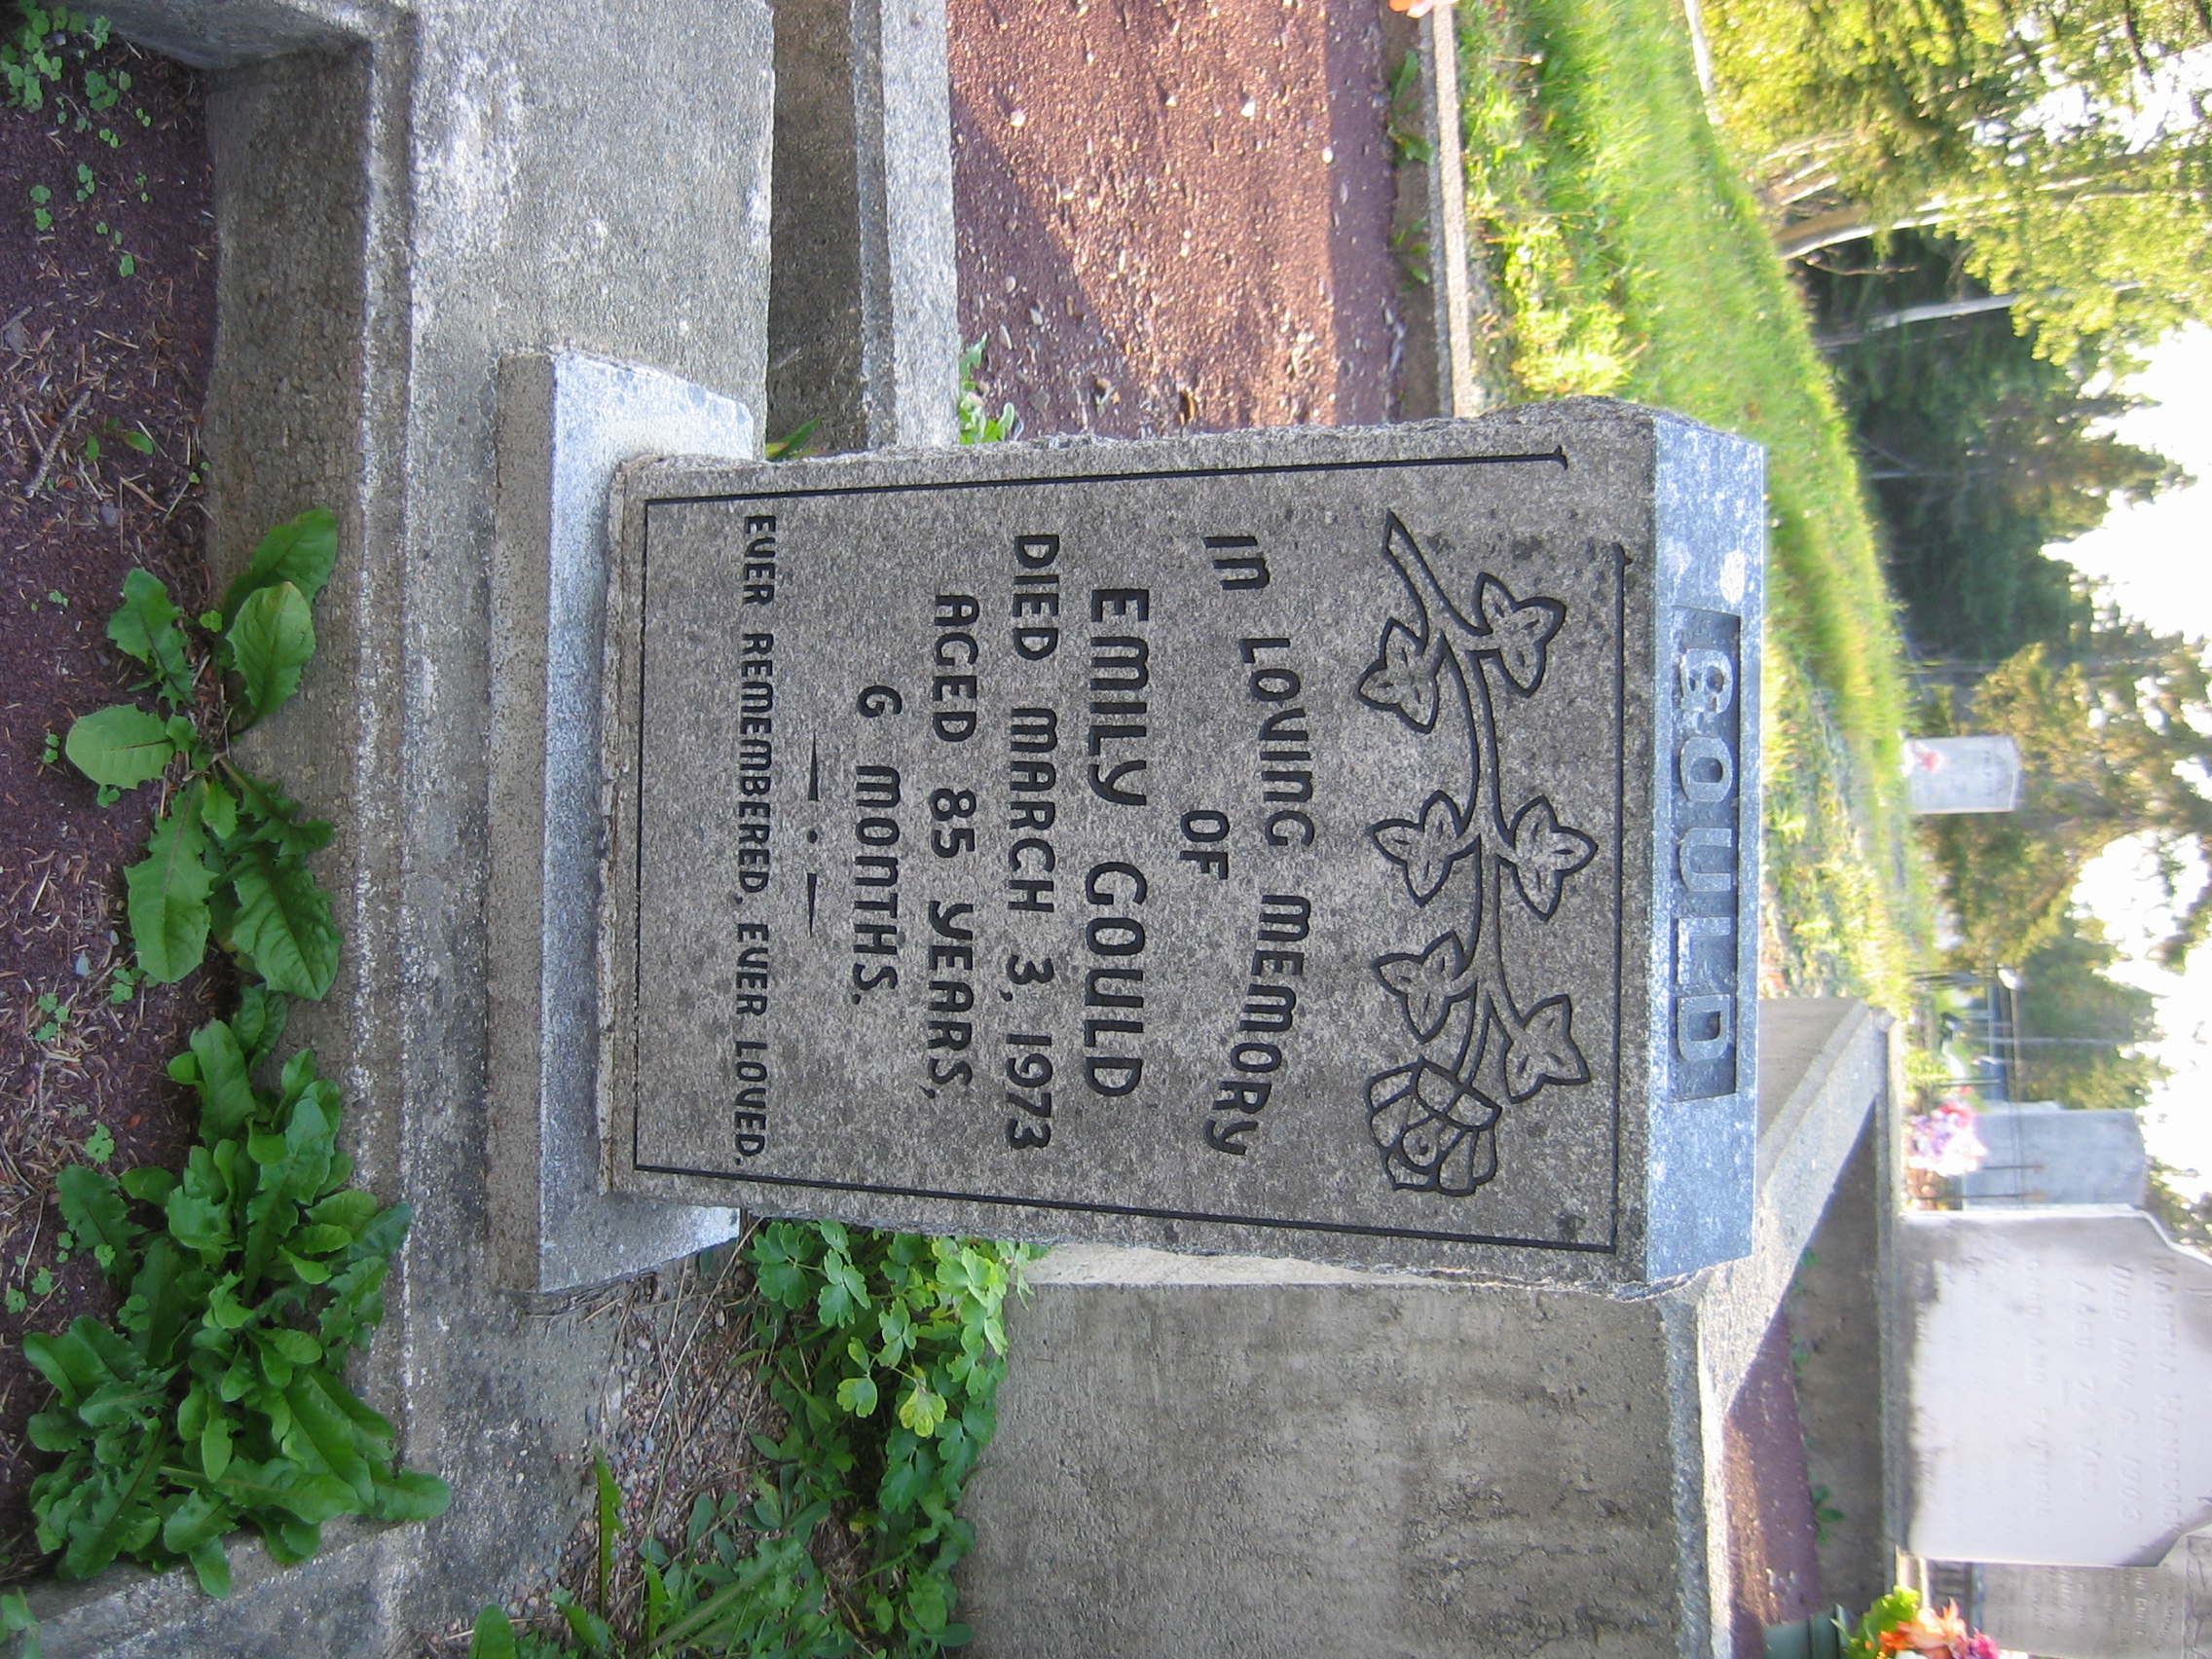 GOULD
In LOVING MEMORY
OF
EMILY GOULD
DIED MARCH 3, 1973
AGED 85 YEARS,
6 MONTHS.
EVER REMEMBERED, EVER LOVED.